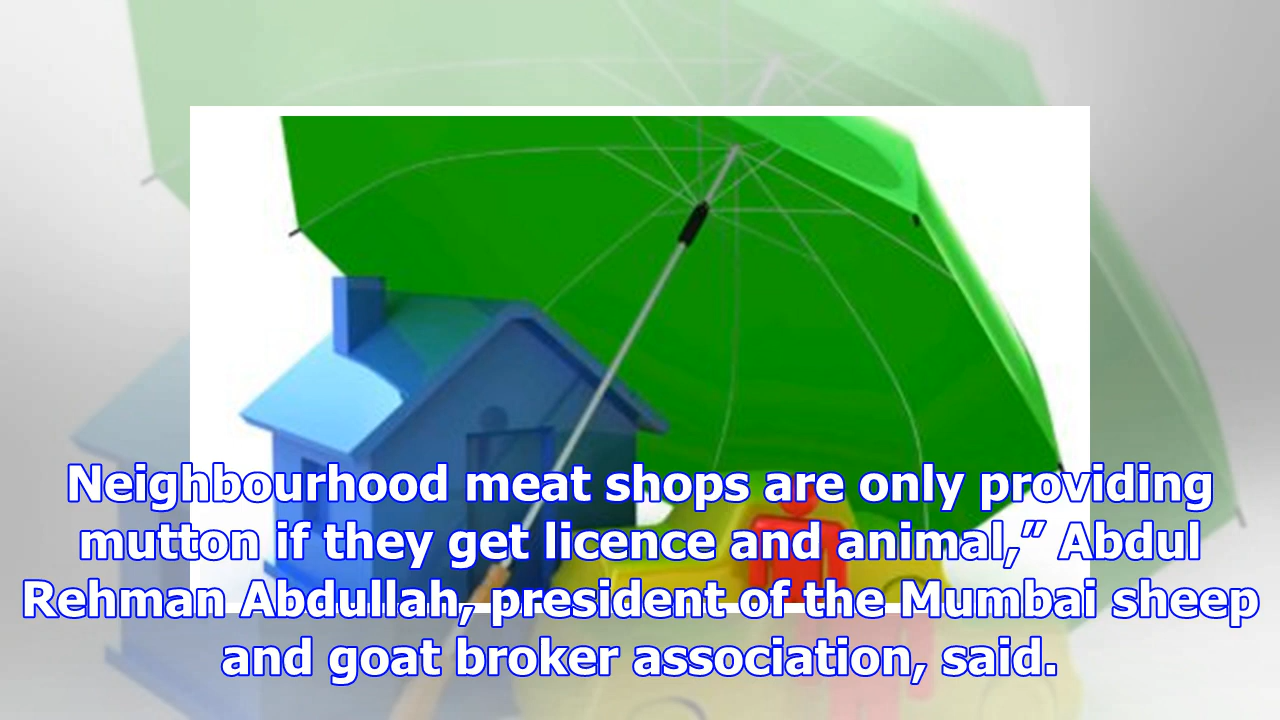 Neighbourhood meat shops are only providing
mutton if they get licence and animal,” Abdul
Rehman Abdullah, president of the Mumbai sheep
and goat broker association, said.